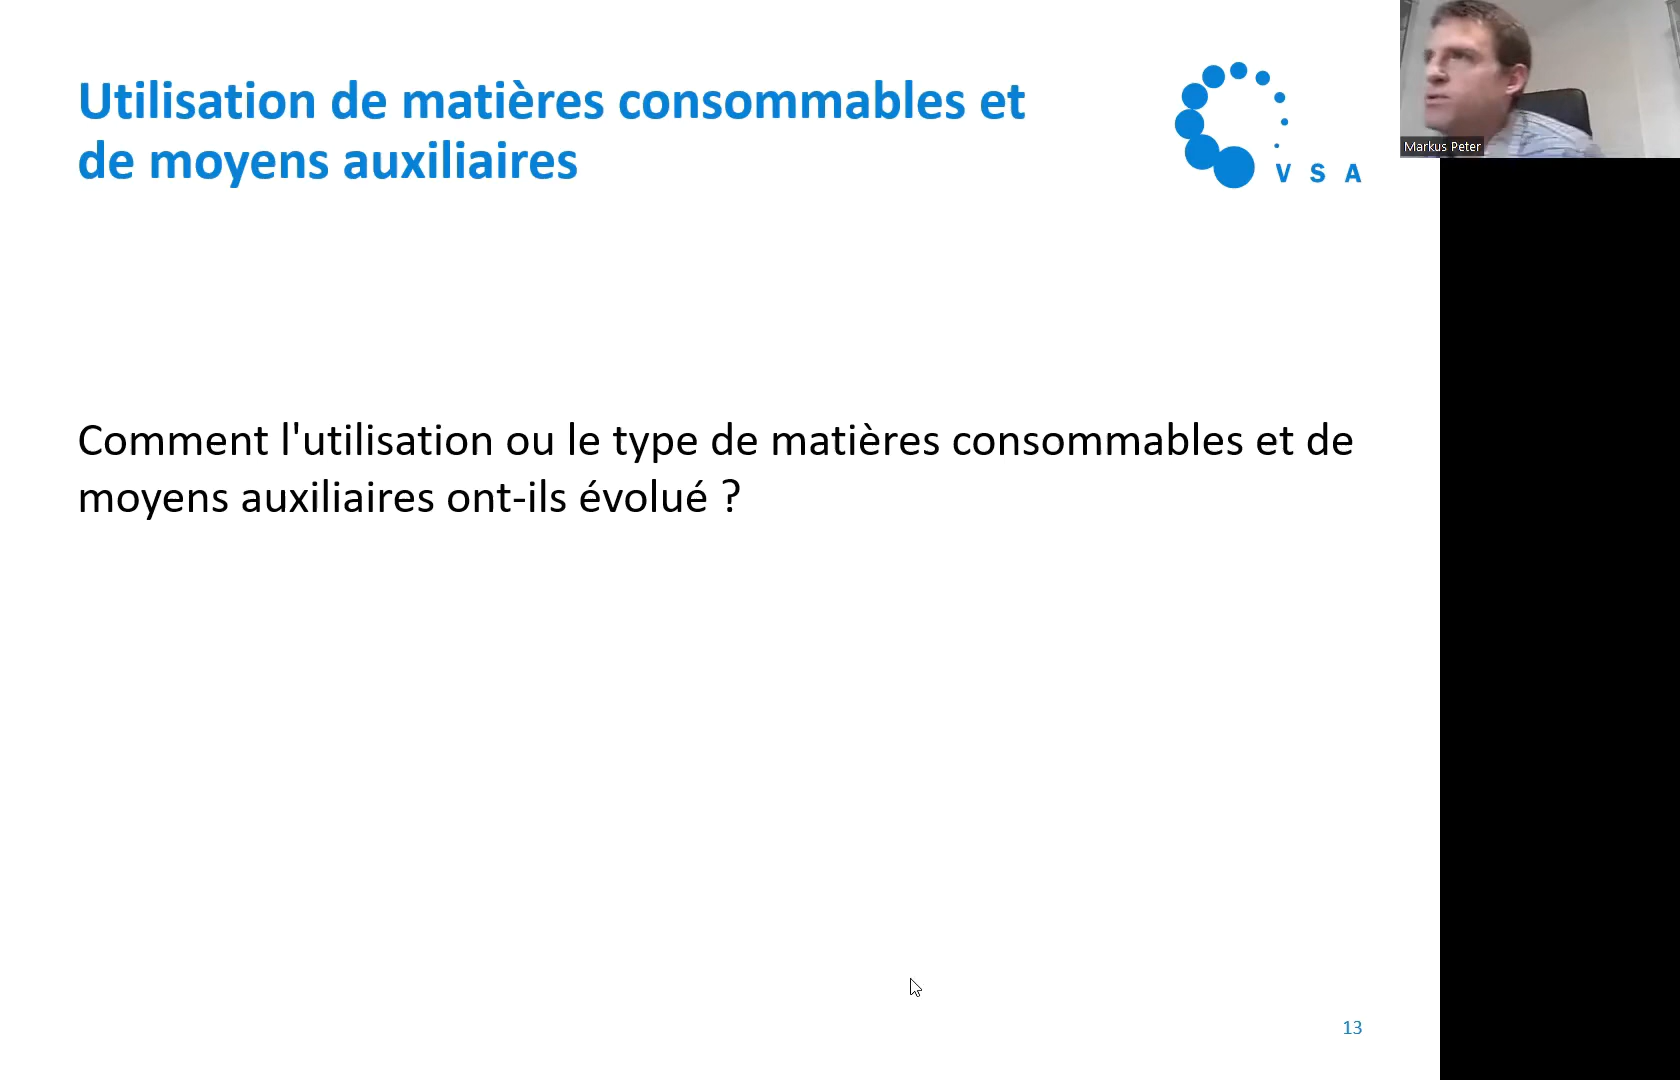 Utilisation de matières consommables et
de moyens auxiliaires
V S A
Markus Peter
Comment l'utilisation ou le type de matières consommables et de
moyens auxiliaires ont-ils évolué ?
13